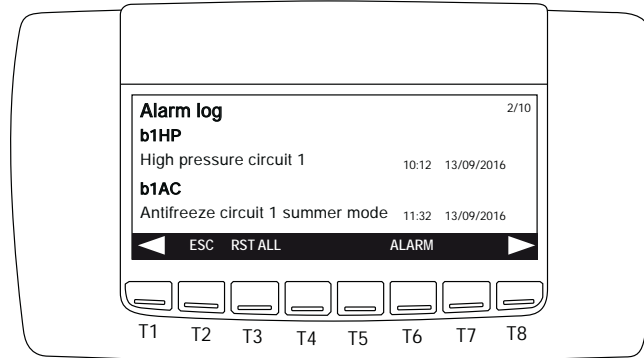 Alarm log 2/10
b1HP
High pressure circuit 1 10:12 13/09/2016
b1AC
Antifreeze circuit 1 summer mode 11:32 13/09/2016
ESC RST ALL ALARM
T1 T2 T3 T4 T5 T6 T7 T8